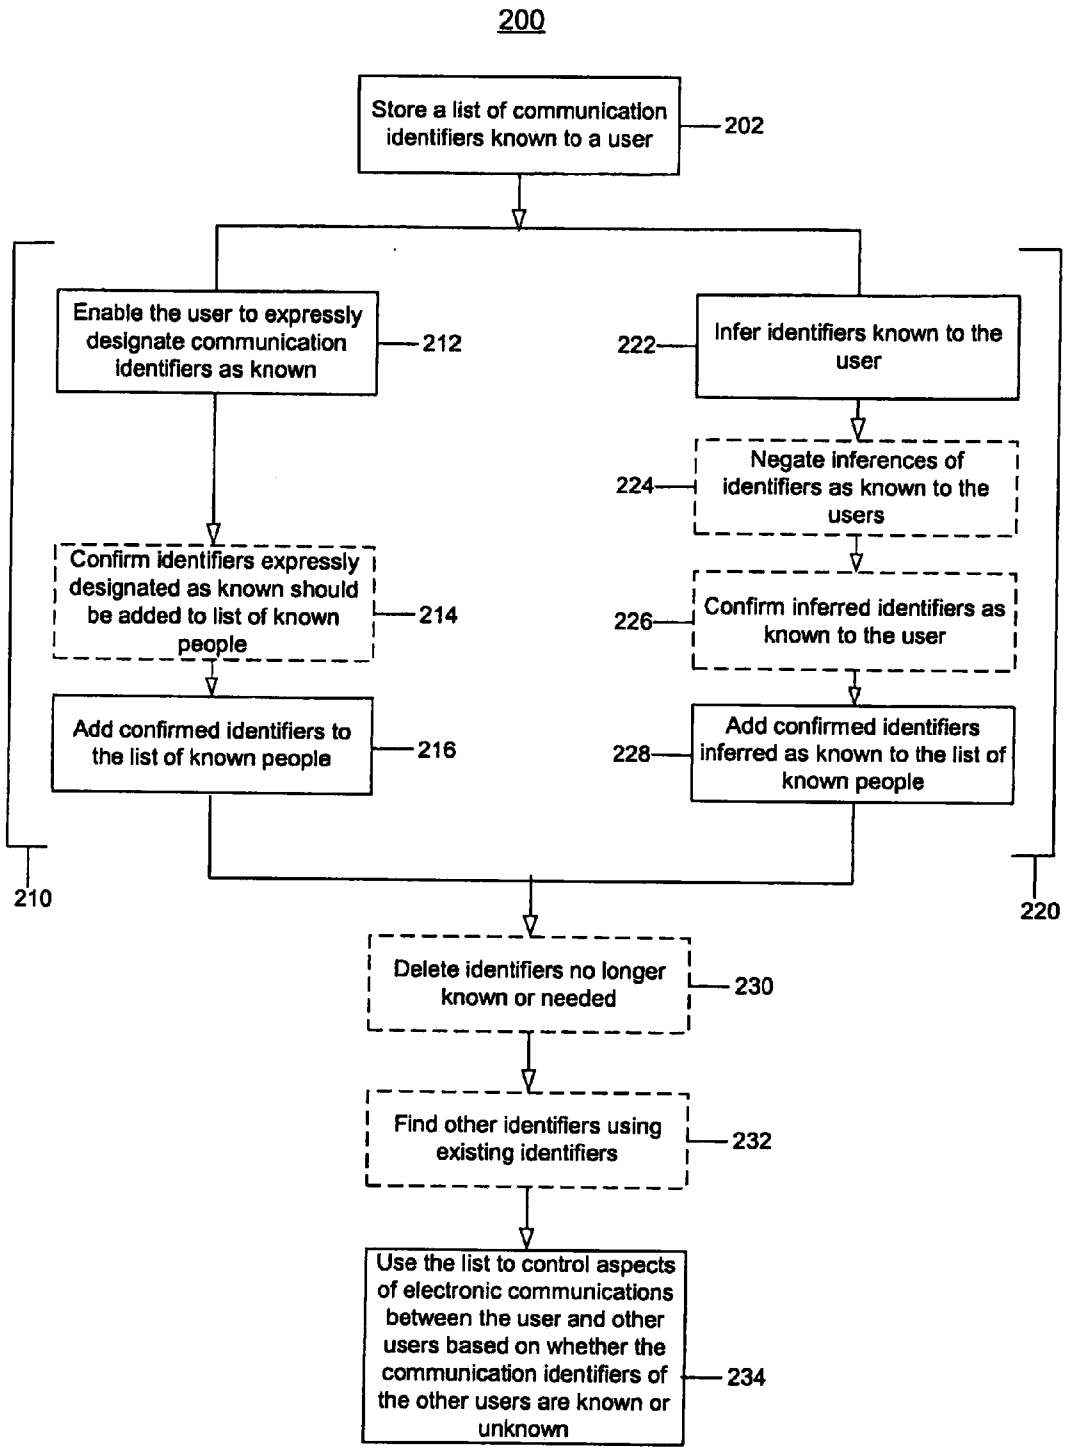 200
Store a list of communication
identifiers known to a user
202
Enable the user to expressly
designate communication
identifiers as known
212
Confirm identifiers expressly
designated as known should
be added to list of known
people
214
Add confirmed identifiers to
the list of known people
216
210
Infer identifiers known to the
user
222
Negate inferences of
identifiers as known to the
users
224
Confirm inferred identifiers as
known to the user
226
Add confirmed identifiers
inferred as known to the list of
known people
228
220
Delete identifiers no longer
known or needed
230
Find other identifiers using
existing identifiers
232
Use the list to control aspects
of electronic communications
between the user and other
users based on whether the
communication identifiers of
the other users are known or
unknown
234